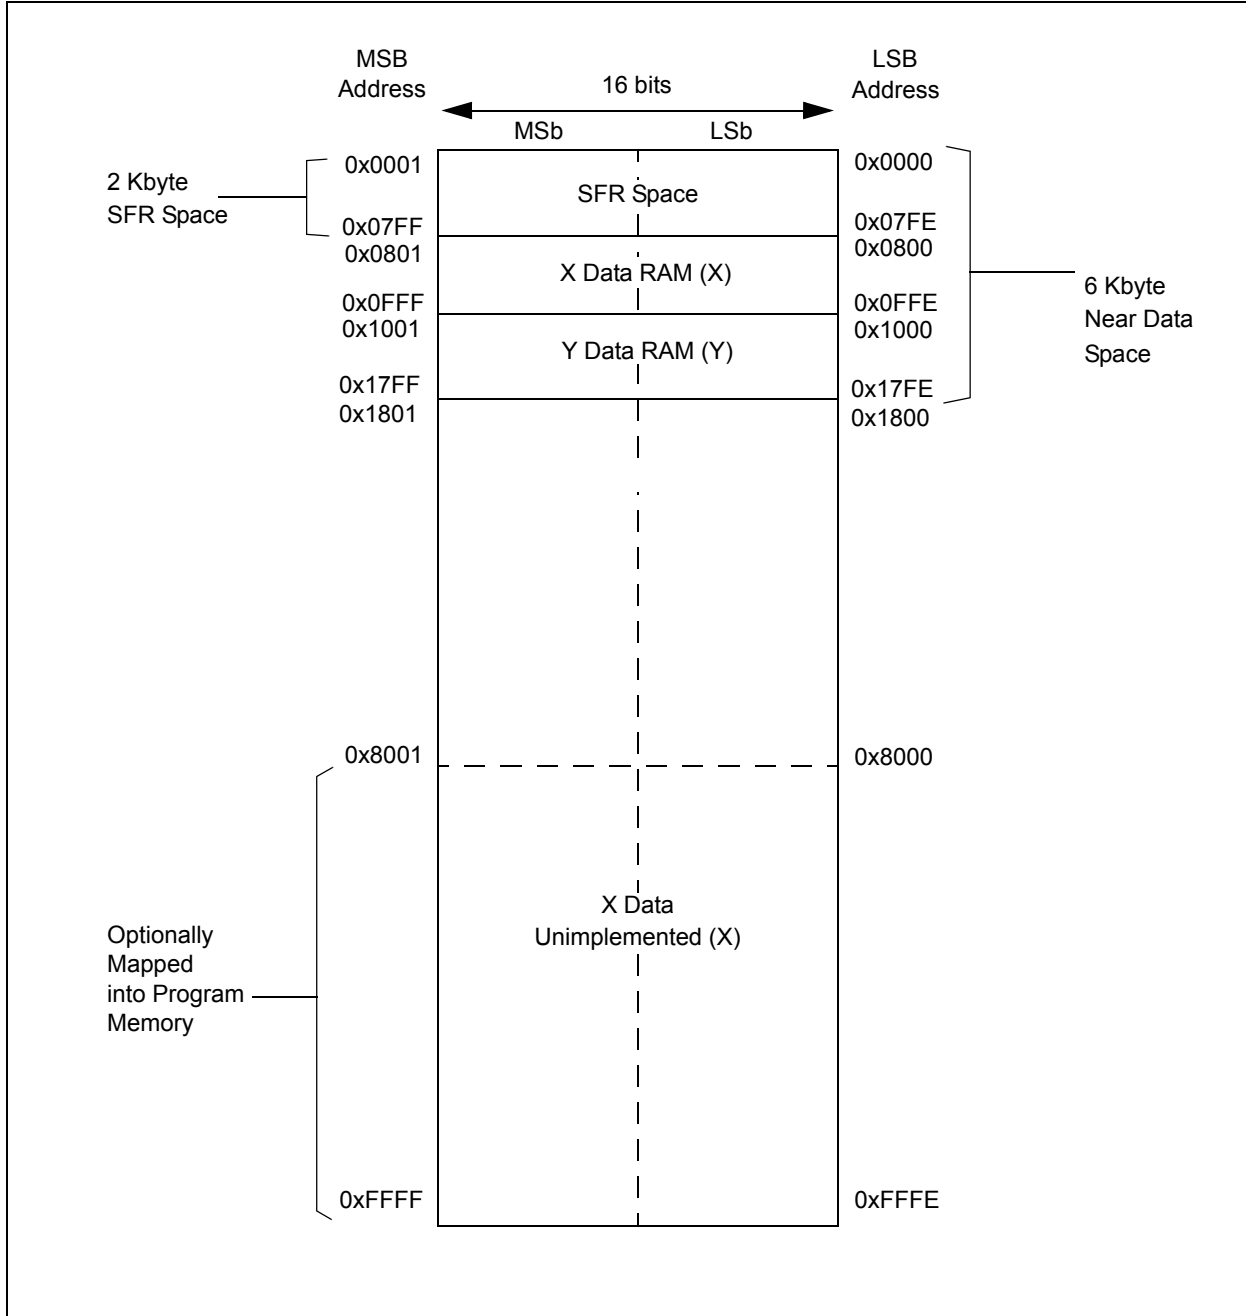 MSB
Address
LSB
Address
16 bits
MSb
LSb
0x0001
0x0000
2 Kbyte
SFR Space
SFR Space
0x07FF
0x07FE
0x0801
0x0800
X Data RAM (X)
0x0FFF
0x0FFE
0x1001
0x1000
6 Kbyte
Near Data
Space
Y Data RAM (Y)
0x17FF
0x17FE
0x1801
0x1800
0x8001
0x8000
X Data
Unimplemented (X)
Optionally
Mapped
into Program
Memory
0xFFFF
0xFFFE